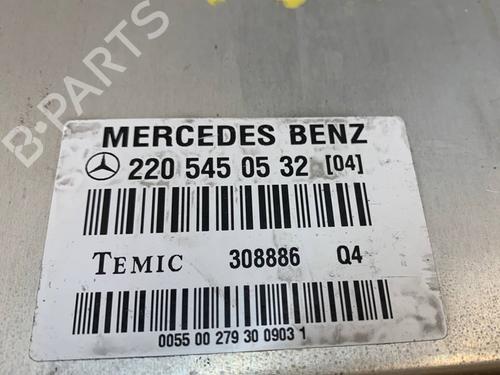 B-PARTS
MERCEDES BENZ
220 545 05 32 [04]
TEMIC 308886 Q4
0055 00 279 30 0903 1